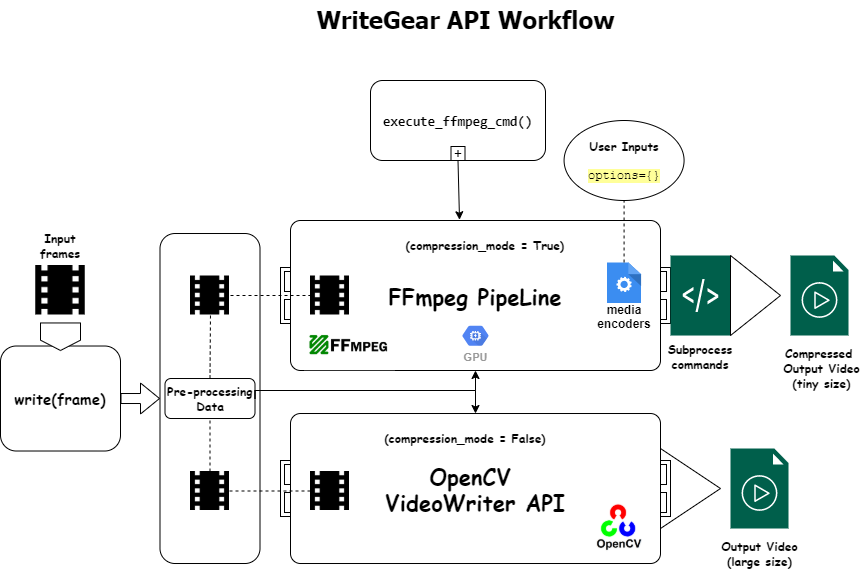 WriteGear API Workflow
execute_ffmpeg_cmd()
+
User Inputs
options={}
Input
frames
write(frame)
Pre-processing
Data
(compression_mode = True)
FFmpeg PipeLine
FFMPEG
GPU
media
encoders
</>
Subprocess
commands
Compressed
Output Video
(tiny size)
(compression_mode = False)
OpenCV
VideoWriter API
OpenCV
Output Video
(large size)